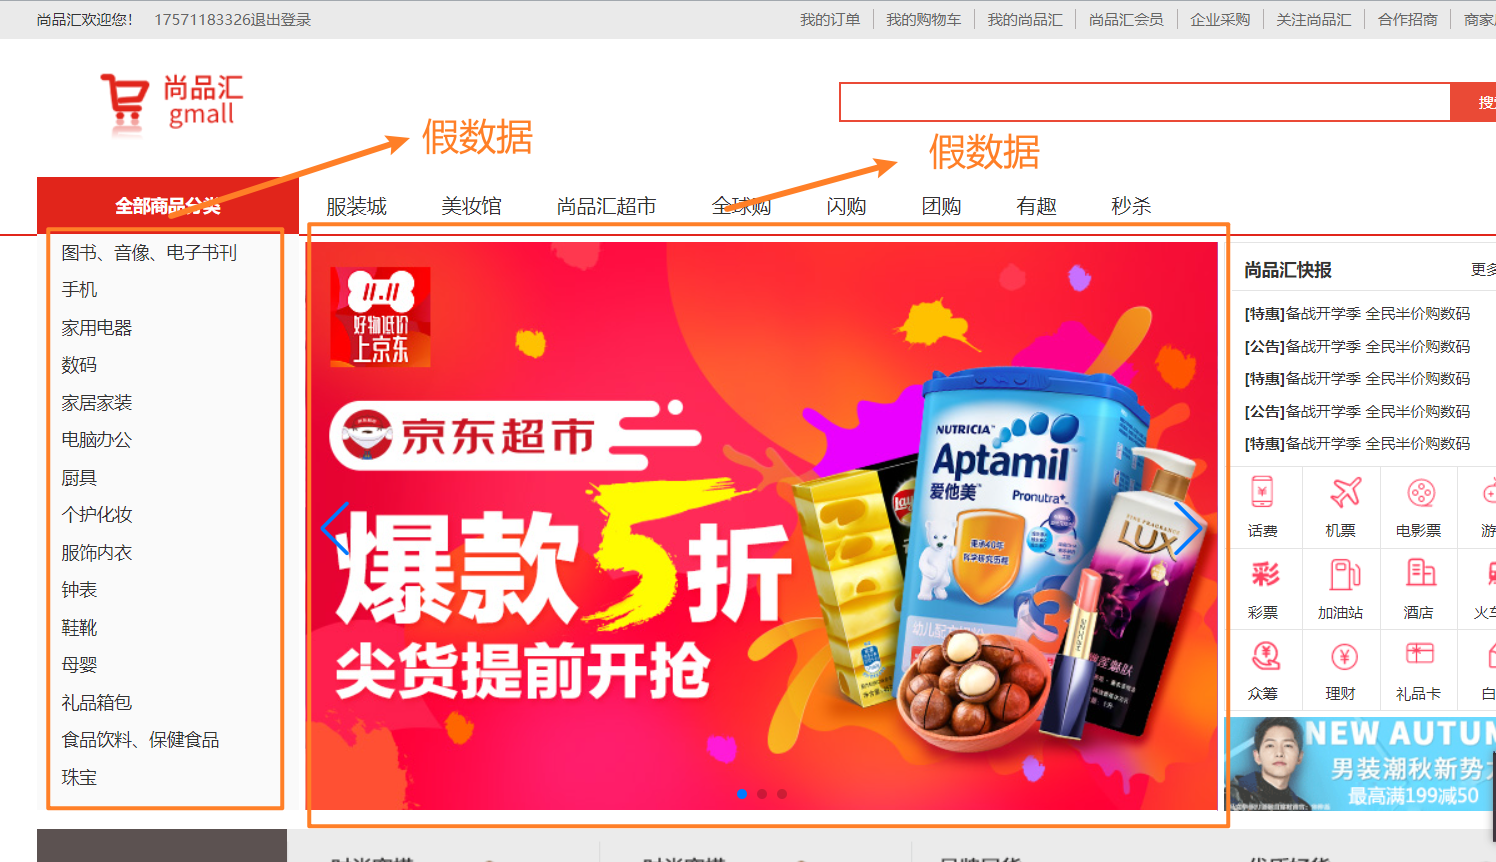 尚品汇欢迎您! 17571183326退出登录
我的订单 我的购物车 我的尚品汇 尚品汇会员 企业采购 关注尚品汇 合作招商
尚品汇
gmall
假数据
假数据
全部商品分类
服装城 美妆馆 尚品汇超市 全球购 闪购 团购 有趣 秒杀
图书、音像、电子书刊
手机
家用电器
数码
家居家装
电脑办公
厨具
个护化妆
服饰内衣
钟表
鞋靴
母婴
礼品箱包
食品饮料、保健食品
珠宝
11.11
好物低价
上京东
京东超市
爆款5折
尖货提前开抢
NUTRICIA
Aptamil
爱他美
Pronutra+
LUX
尚品汇快报
[特惠]备战开学季 全民半价购数码
[公告]备战开学季 全民半价购数码
[特惠]备战开学季 全民半价购数码
[公告]备战开学季 全民半价购数码
[特惠]备战开学季 全民半价购数码
话费 机票 电影票
彩票 加油站 酒店
众筹 理财 礼品卡
NEW AUTUM
男装潮秋新势
最高满199减50